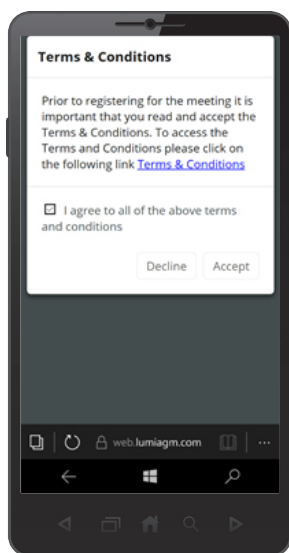 Terms & Conditions
Prior to registering for the meeting it is
important that you read and accept the
Terms & Conditions. To access the
Terms and Conditions please click on
the following link Terms & Conditions
I agree to all of the above terms
and conditions
Decline Accept
web.lumiagm.com